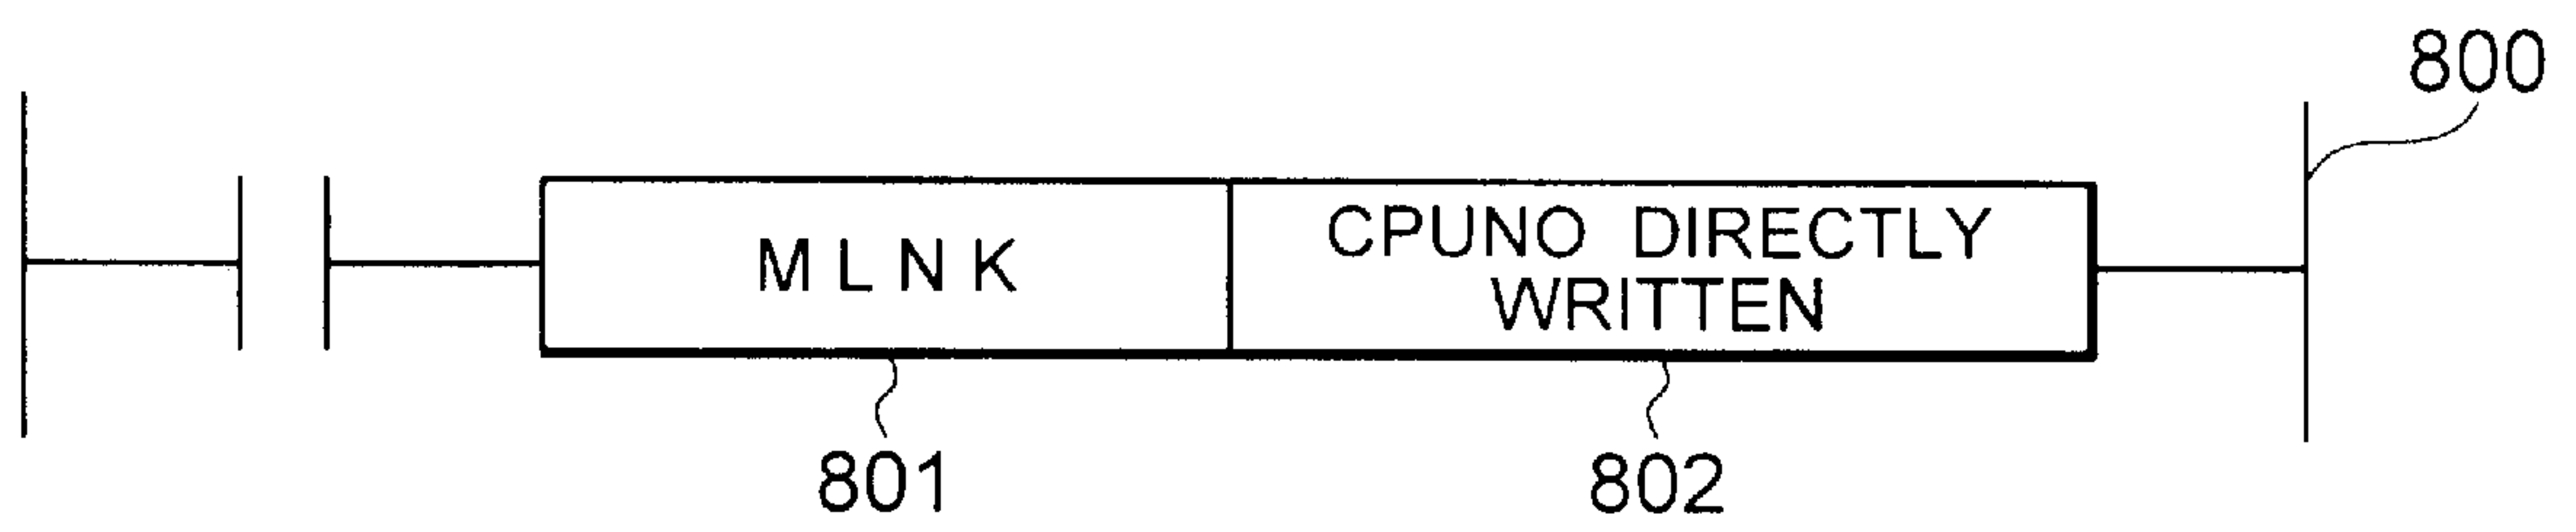 800
MLNK
CPUNO DIRECTLY
WRITTEN
801
802